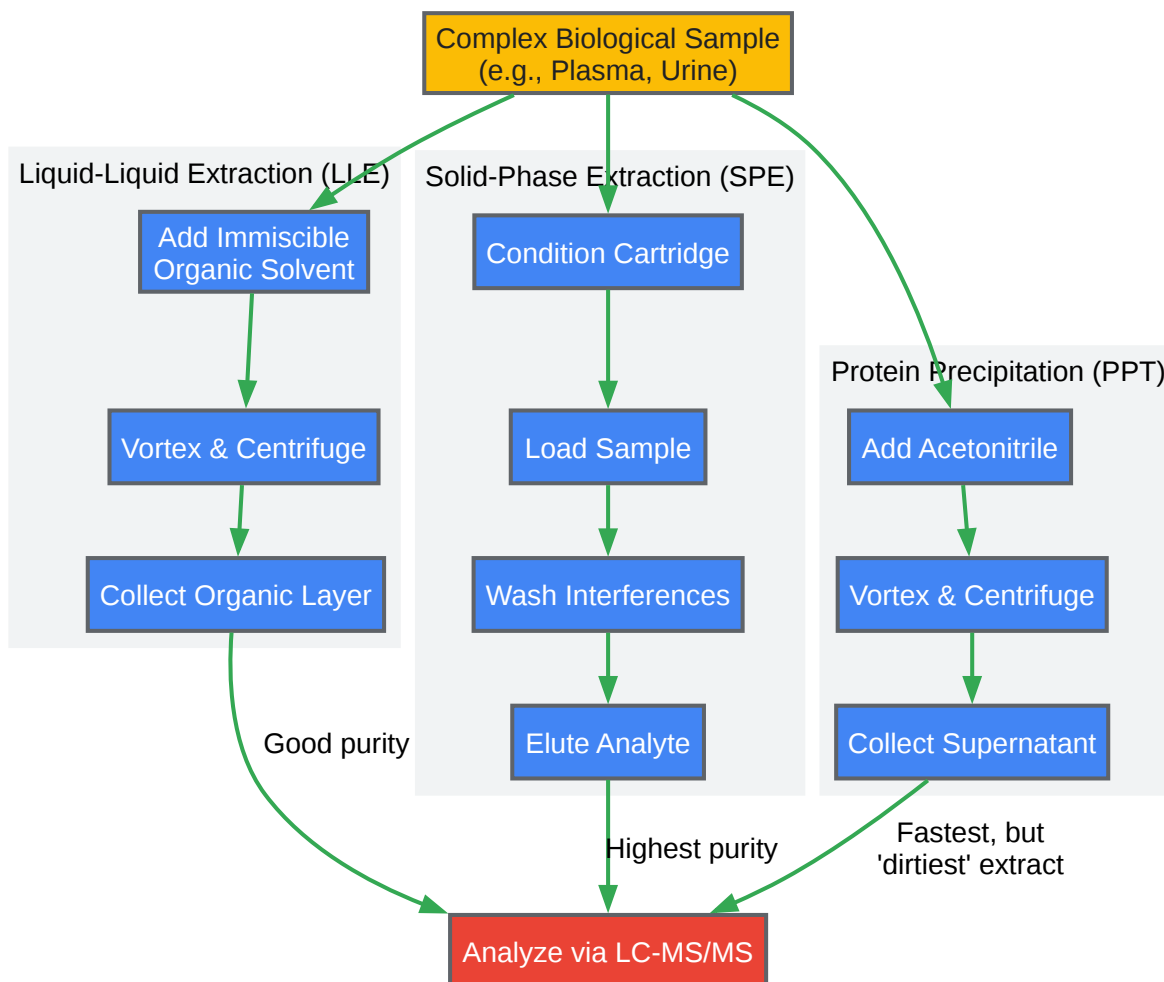 Complex Biological Sample
(e.g., Plasma, Urine)
Liquid-Liquid Extraction (LLE)
Add Immiscible
Organic Solvent
Vortex & Centrifuge
Collect Organic Layer
Good purity
Solid-Phase Extraction (SPE)
Condition Cartridge
Load Sample
Wash Interferences
Elute Analyte
Highest purity
Protein Precipitation (PPT)
Add Acetonitrile
Vortex & Centrifuge
Collect Supernatant
Fastest, but
'dirtiest' extract
Analyze via LC-MS/MS